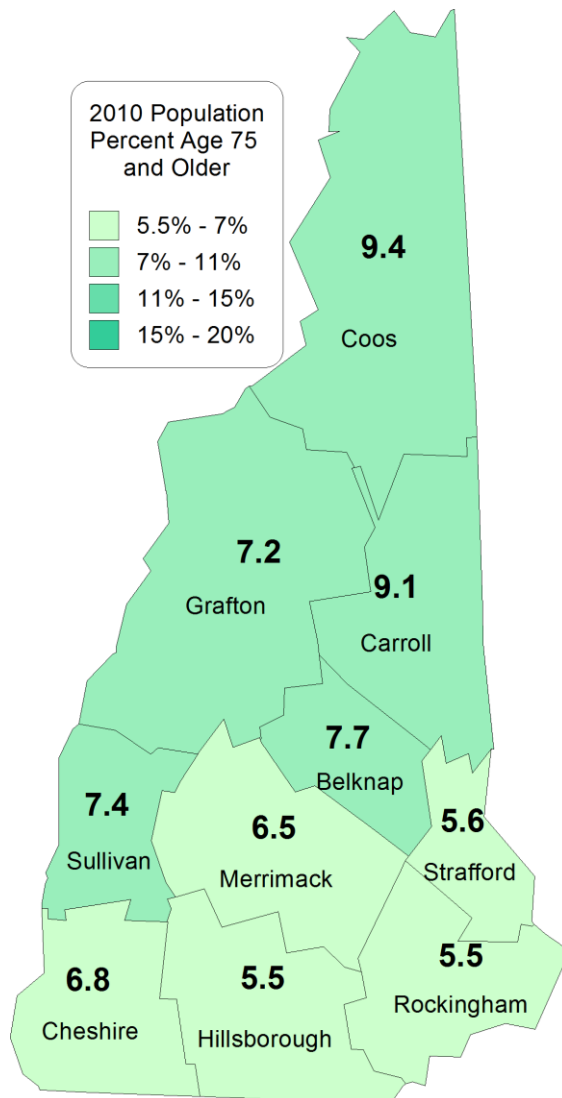 2010 Population
Percent Age 75
and Older
5.5% - 7%
7% - 11%
11% - 15%
15% - 20%
9.4
Coos
7.2
Grafton
9.1
Carroll
7.7
Belknap
7.4
Sullivan
6.5
Merrimack
5.6
Strafford
6.8
Cheshire
5.5
Hillsborough
5.5
Rockingham